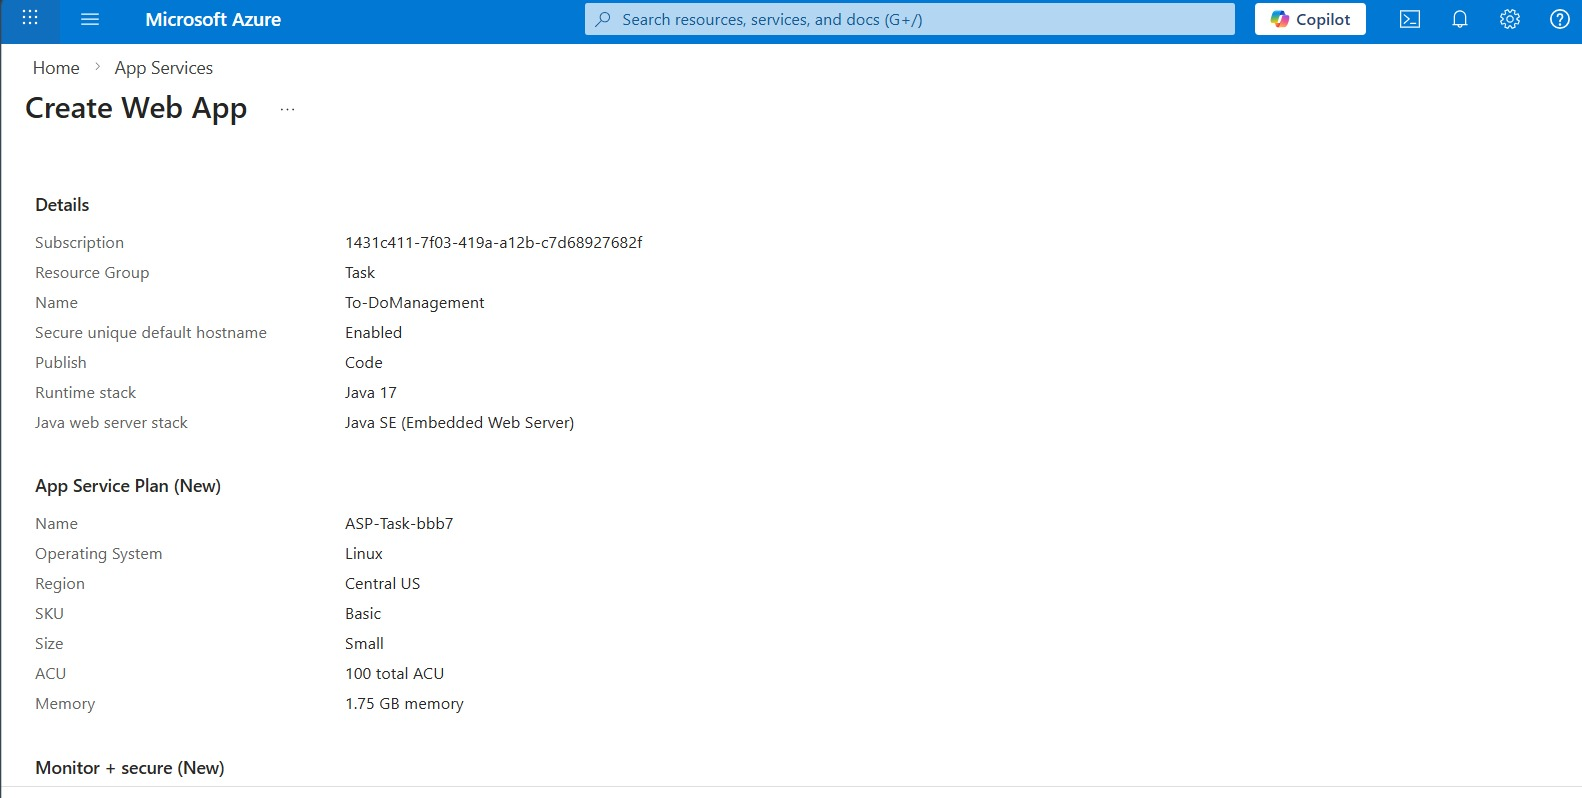 Microsoft Azure
Search resources, services, and docs (G+/)
Copilot
Home > App Services
Create Web App ...
Details
Subscription 1431c411-7f03-419a-a12b-c7d68927682f
Resource Group Task
Name To-DoManagement
Secure unique default hostname Enabled
Publish Code
Runtime stack Java 17
Java web server stack Java SE (Embedded Web Server)
App Service Plan (New)
Name ASP-Task-bbb7
Operating System Linux
Region Central US
SKU Basic
Size Small
ACU 100 total ACU
Memory 1.75 GB memory
Monitor + secure (New)